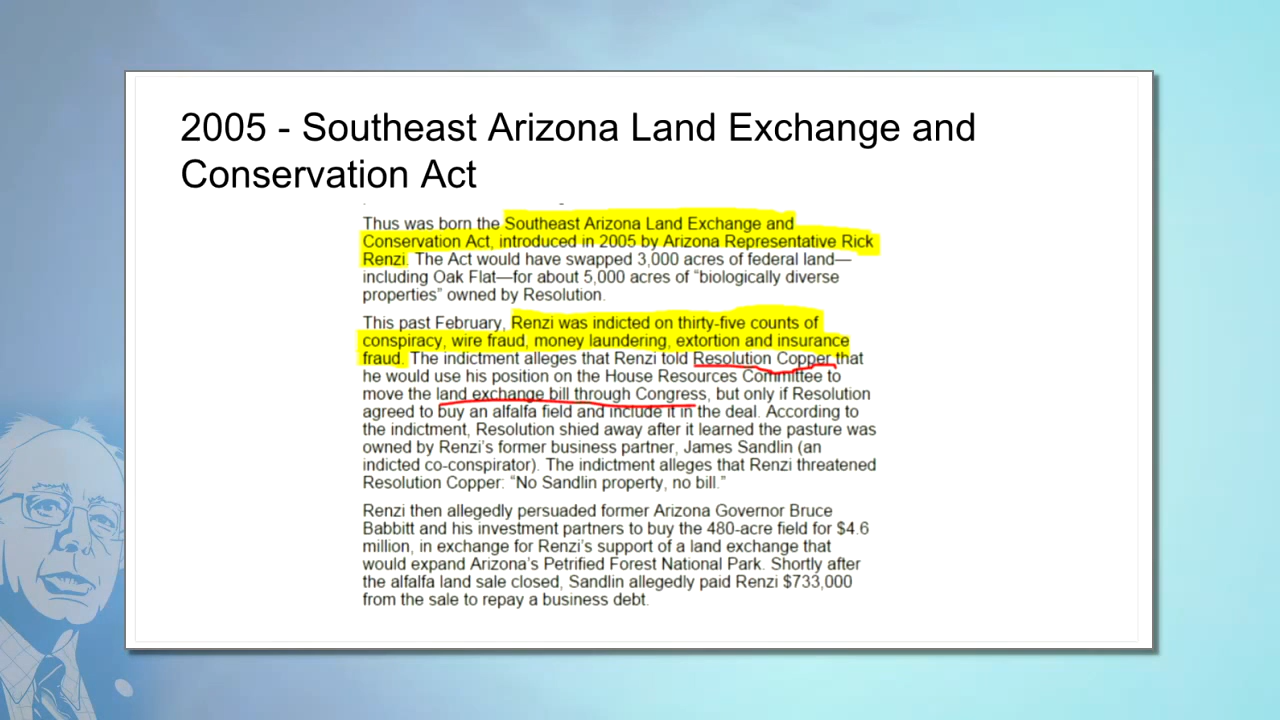 2005 - Southeast Arizona Land Exchange and
Conservation Act
Thus was born the Southeast Arizona Land Exchange and
Conservation Act, introduced in 2005 by Arizona Representative Rick
Renzi. The Act would have swapped 3,000 acres of federal land—
including Oak Flat—for about 5,000 acres of “biologically diverse
properties” owned by Resolution.
This past February, Renzi was indicted on thirty-five counts of
conspiracy, wire fraud, money laundering, extortion and insurance
fraud. The indictment alleges that Renzi told Resolution Copper that
he would use his position on the House Resources Committee to
move the land exchange bill through Congress, but only if Resolution
agreed to buy an alfalfa field and include it in the deal. According to
the indictment, Resolution shied away after it learned the pasture was
owned by Renzi’s former business partner, James Sandlin (an
indicted co-conspirator). The indictment alleges that Renzi threatened
Resolution Copper: “No Sandlin property, no bill.”
Renzi then allegedly persuaded former Arizona Governor Bruce
Babbitt and his investment partners to buy the 480-acre field for $4.6
million, in exchange for Renzi’s support of a land exchange that
would expand Arizona’s Petrified Forest National Park. Shortly after
the alfalfa land sale closed, Sandlin allegedly paid Renzi $733,000
from the sale to repay a business debt.